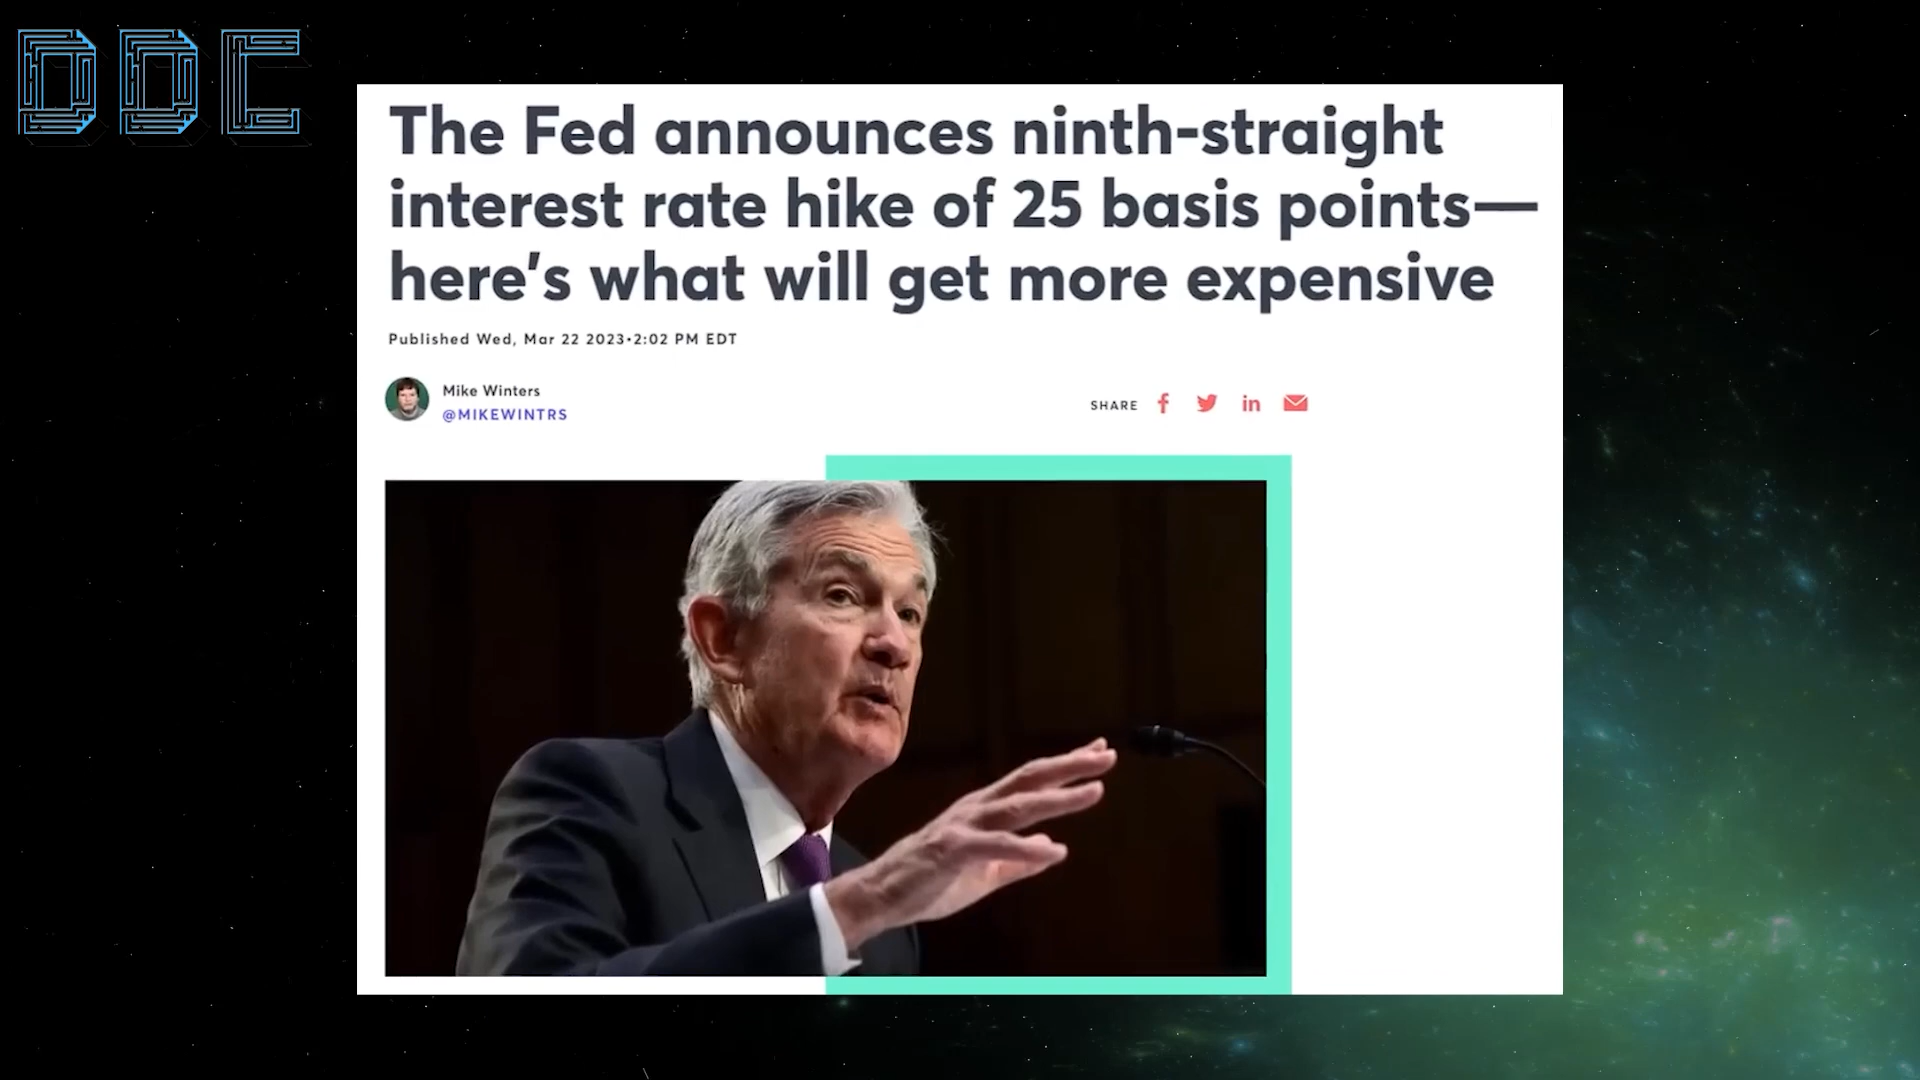 DDC
The Fed announces ninth-straight
interest rate hike of 25 basis points—
here's what will get more expensive
Published Wed, Mar 22 2023•2:02 PM EDT
Mike Winters
@MIKEWINTRS
SHARE f in